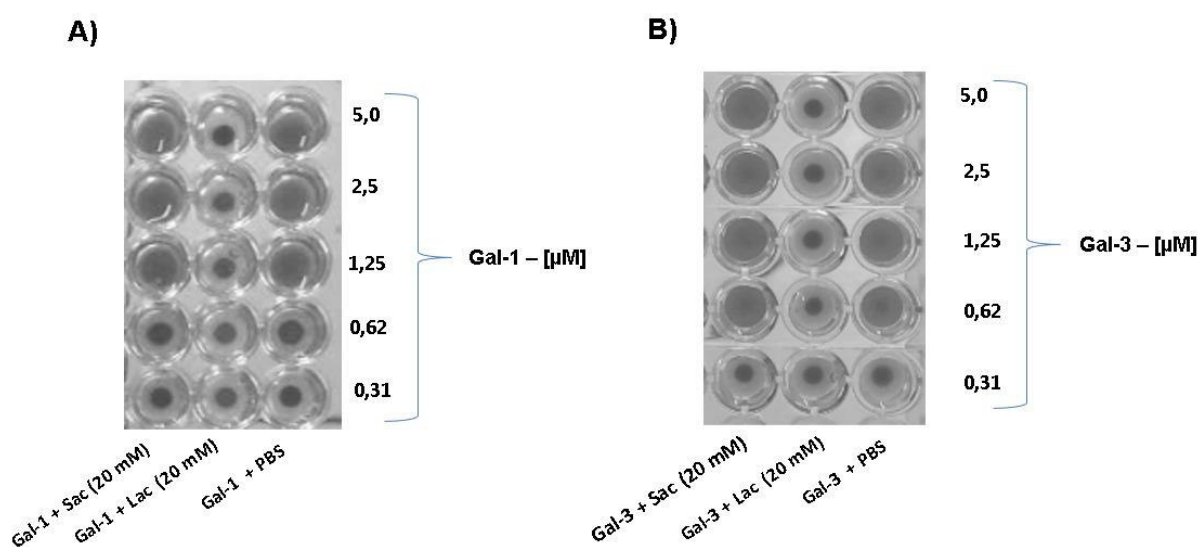 A)
5,0
2,5
1,25
0,62
0,31
Gal-1 – [µM]
Gal-1 + Sac (20 mM)
Gal-1 + Lac (20 mM)
Gal-1 + PBS
B)
5,0
2,5
1,25
0,62
0,31
Gal-3 – [µM]
Gal-3 + Sac (20 mM)
Gal-3 + Lac (20 mM)
Gal-3 + PBS